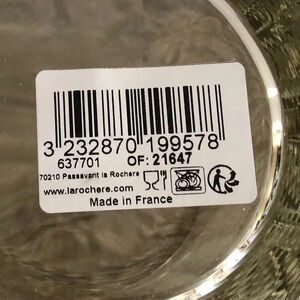 3 232870 199578
637701 OF: 21647
70210 Passavant la Rochere
www.larochere.com
Made in France